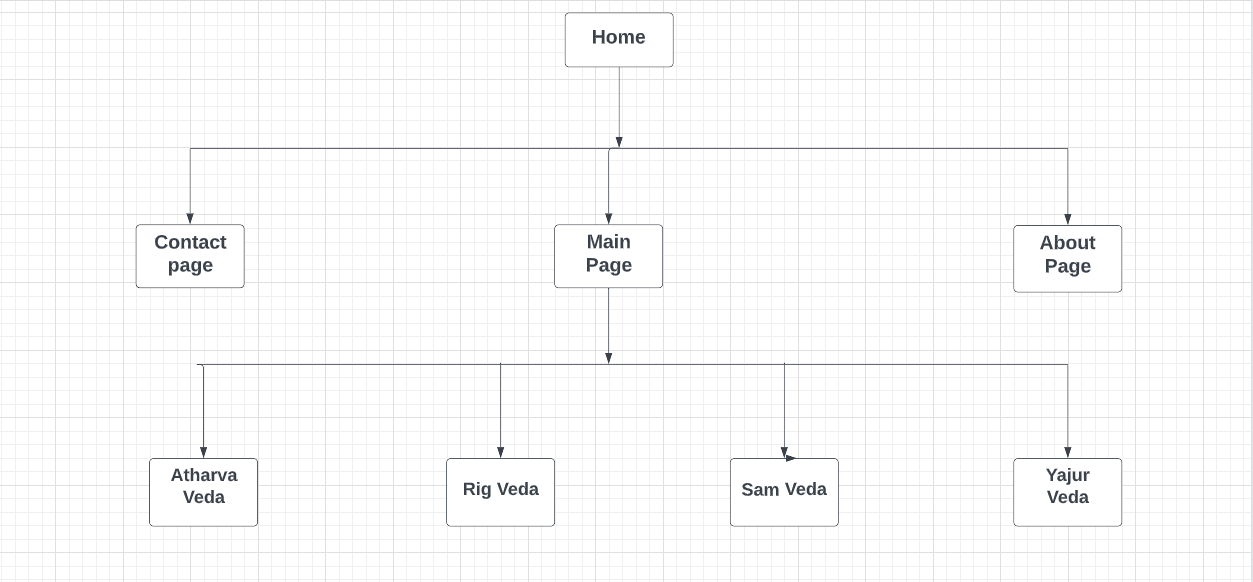 Home
Contact
page
Main
Page
About
Page
Atharva
Veda
Rig Veda
Sam Veda
Yajur
Veda